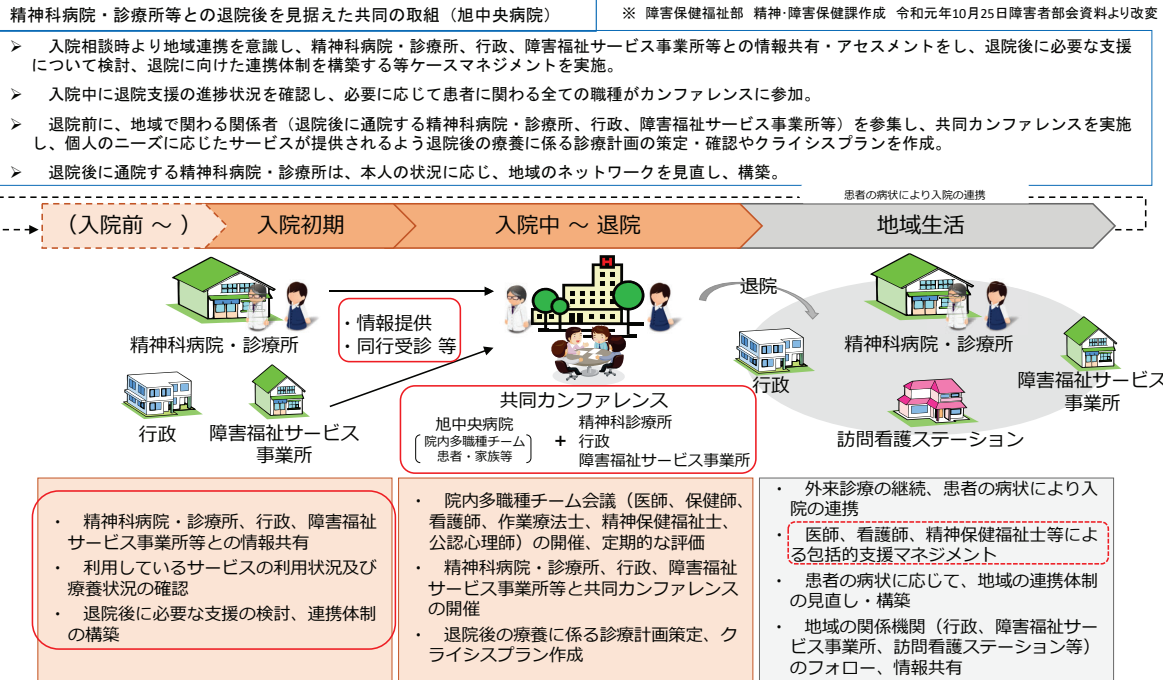 精神科病院・診療所等との退院後を見据えた共同の取組（旭中央病院）
※ 障害保健福祉部 精神・障害保健課作成 令和元年10月25日障害者部会資料より改変
➢ 入院相談時より地域連携を意識し、精神科病院・診療所、行政、障害福祉サービス事業所等との情報共有・アセスメントをし、退院後に必要な支援
について検討、退院に向けた連携体制を構築する等ケースマネジメントを実施。
➢ 入院中に退院支援の進捗状況を確認し、必要に応じて患者に関わる全ての職種がカンファレンスに参加。
➢ 退院前に、地域で関わる関係者（退院後に通院する精神科病院・診療所、行政、障害福祉サービス事業所等）を参集し、共同カンファレンスを実施
し、個人のニーズに応じたサービスが提供されるよう退院後の療養に係る診療計画の策定・確認やクライシスプランを作成。
➢ 退院後に通院する精神科病院・診療所は、本人の状況に応じ、地域のネットワークを見直し、構築。
患者の病状により入院の連携
（入院前 ～ ）
入院初期
入院中 ～ 退院
地域生活
H
・情報提供
・同行受診 等
精神科病院・診療所
行政
障害福祉サービス
事業所
共同カンファレンス
旭中央病院
院内多職種チーム
患者・家族等
+
精神科診療所
行政
障害福祉サービス事業所
退院
精神科病院・診療所
行政
障害福祉サービス
事業所
訪問看護ステーション
・ 精神科病院・診療所、行政、障害福祉
サービス事業所等との情報共有
・ 利用しているサービスの利用状況及び
療養状況の確認
・ 退院後に必要な支援の検討、連携体制
の構築
・ 院内多職種チーム会議（医師、保健師、
看護師、作業療法士、精神保健福祉士、
公認心理師）の開催、定期的な評価
・ 精神科病院・診療所、行政、障害福祉
サービス事業所等と共同カンファレンス
の開催
・ 退院後の療養に係る診療計画策定、ク
ライシスプラン作成
・ 外来診療の継続、患者の病状により入
院の連携
・ 医師、看護師、精神保健福祉士等によ
る包括的支援マネジメント
・ 患者の病状に応じて、地域の連携体制
の見直し・構築
・ 地域の関係機関（行政、障害福祉サー
ビス事業所、訪問看護ステーション等）
のフォロー、情報共有